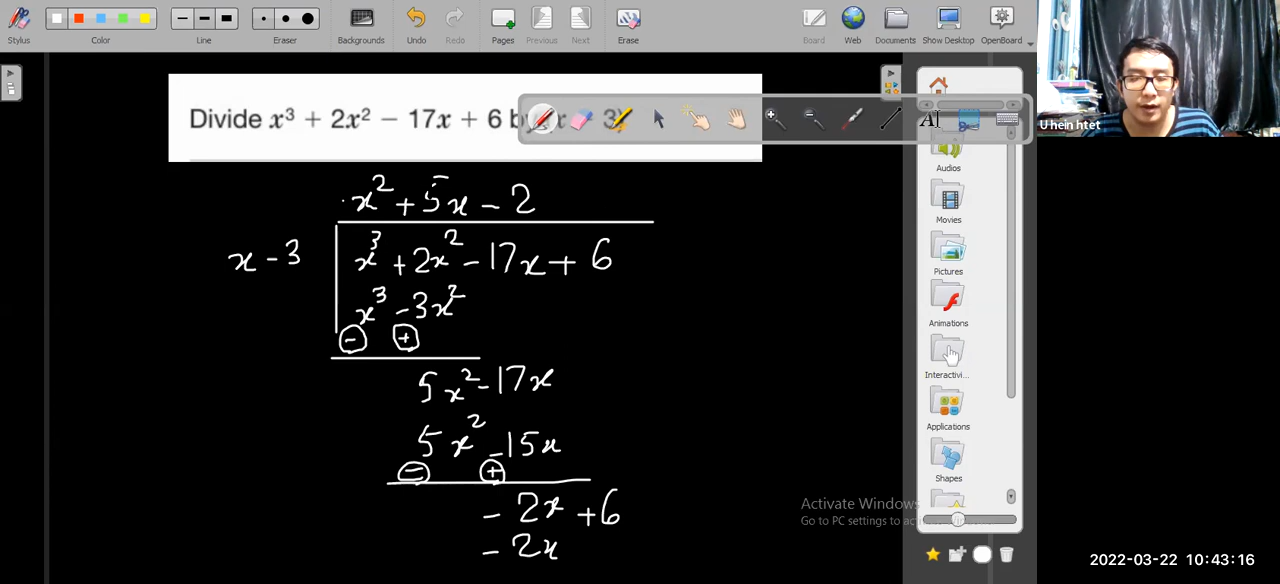 Stylus Color Line Eraser Backgrounds Undo Redo Pages Previous Next Erase Board Web Documents Show Desktop OpenBoard
Divide x³ + 2x² − 17x + 6 b
3
U hein htet
x² + 5x − 2
x − 3
x³ + 2x² − 17x + 6
x³ − 3x²
− +
5x² − 17x
5x² − 15x
− +
− 2x + 6
− 2x
AI
Audios
Movies
Pictures
Animations
Interactivi...
Applications
Shapes
Activate Windows
Go to PC settings to
2022-03-22 10:43:16